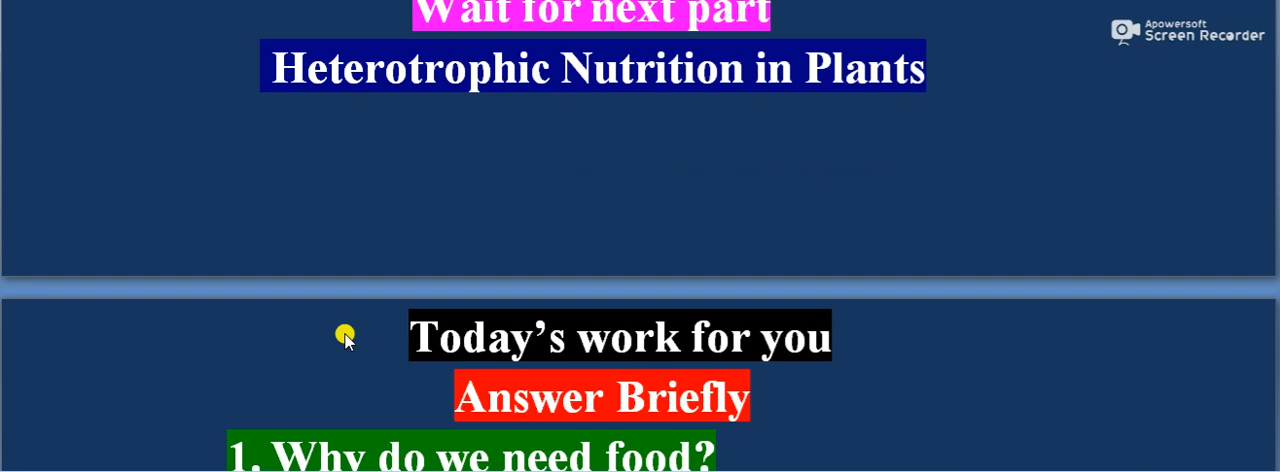 Wait for next part
Apowersoft
Screen Recorder
Heterotrophic Nutrition in Plants
Today’s work for you
Answer Briefly
1. Why do we need food?